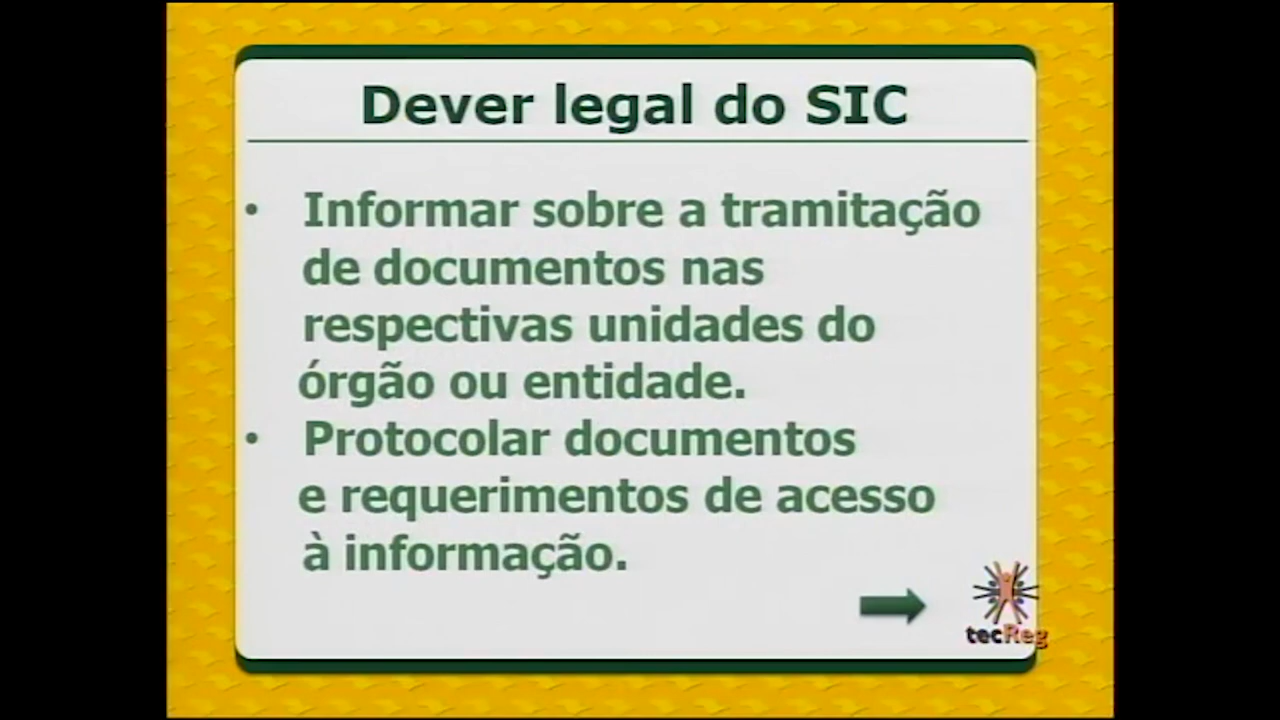 Dever legal do SIC
• Informar sobre a tramitação
de documentos nas
respectivas unidades do
órgão ou entidade.
• Protocolar documentos
e requerimentos de acesso
à informação.
tecReg